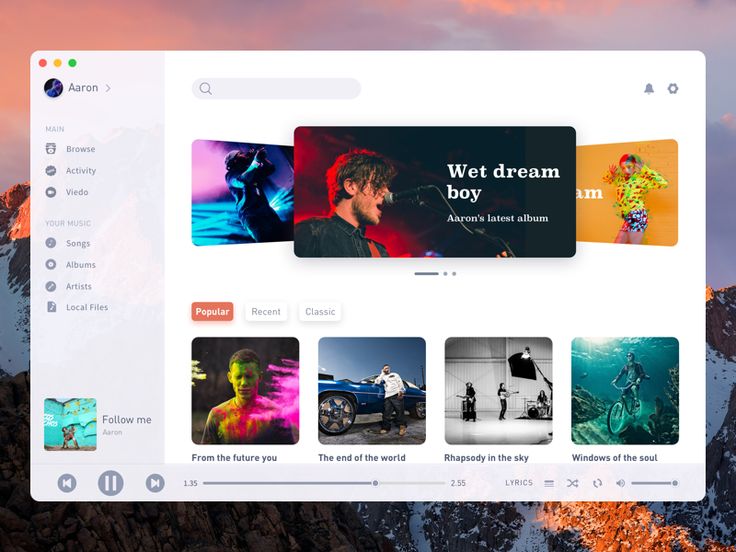 Aaron
MAIN
Browse
Activity
Viedo
YOUR MUSIC
Songs
Albums
Artists
Local Files
Follow me
Aaron
Wet dream
boy
Aaron's latest album
am
Popular
Recent
Classic
From the future you
The end of the world
Rhapsody in the sky
Windows of the soul
1.35
2.55
LYRICS